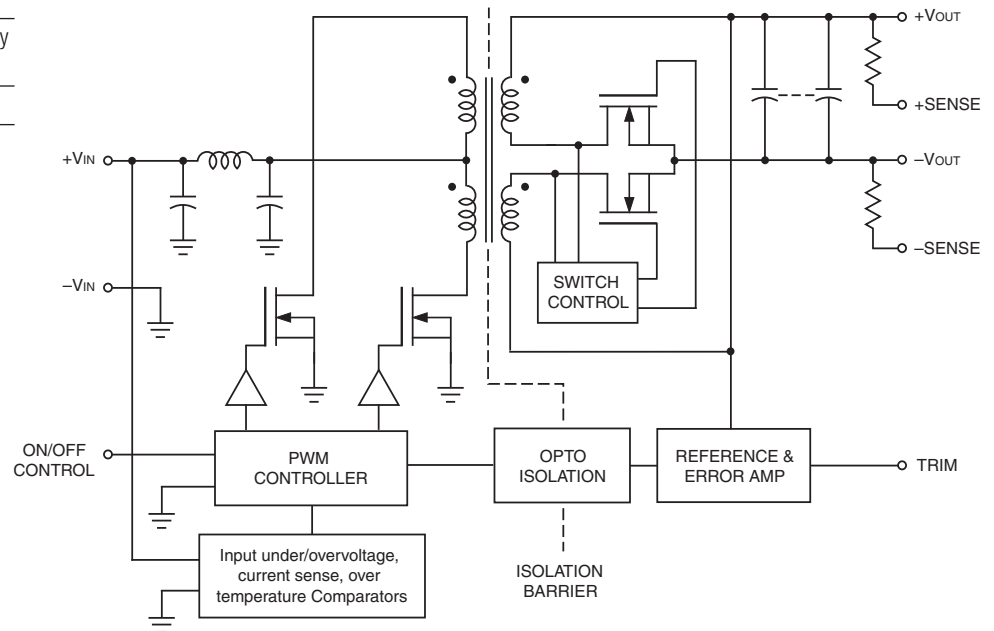 y
+VOUT
+SENSE
+VIN
–VOUT
–SENSE
–VIN
SWITCH
CONTROL
ON/OFF
CONTROL
PWM
CONTROLLER
OPTO
ISOLATION
REFERENCE &
ERROR AMP
TRIM
Input under/overvoltage,
current sense, over
temperature Comparators
ISOLATION
BARRIER